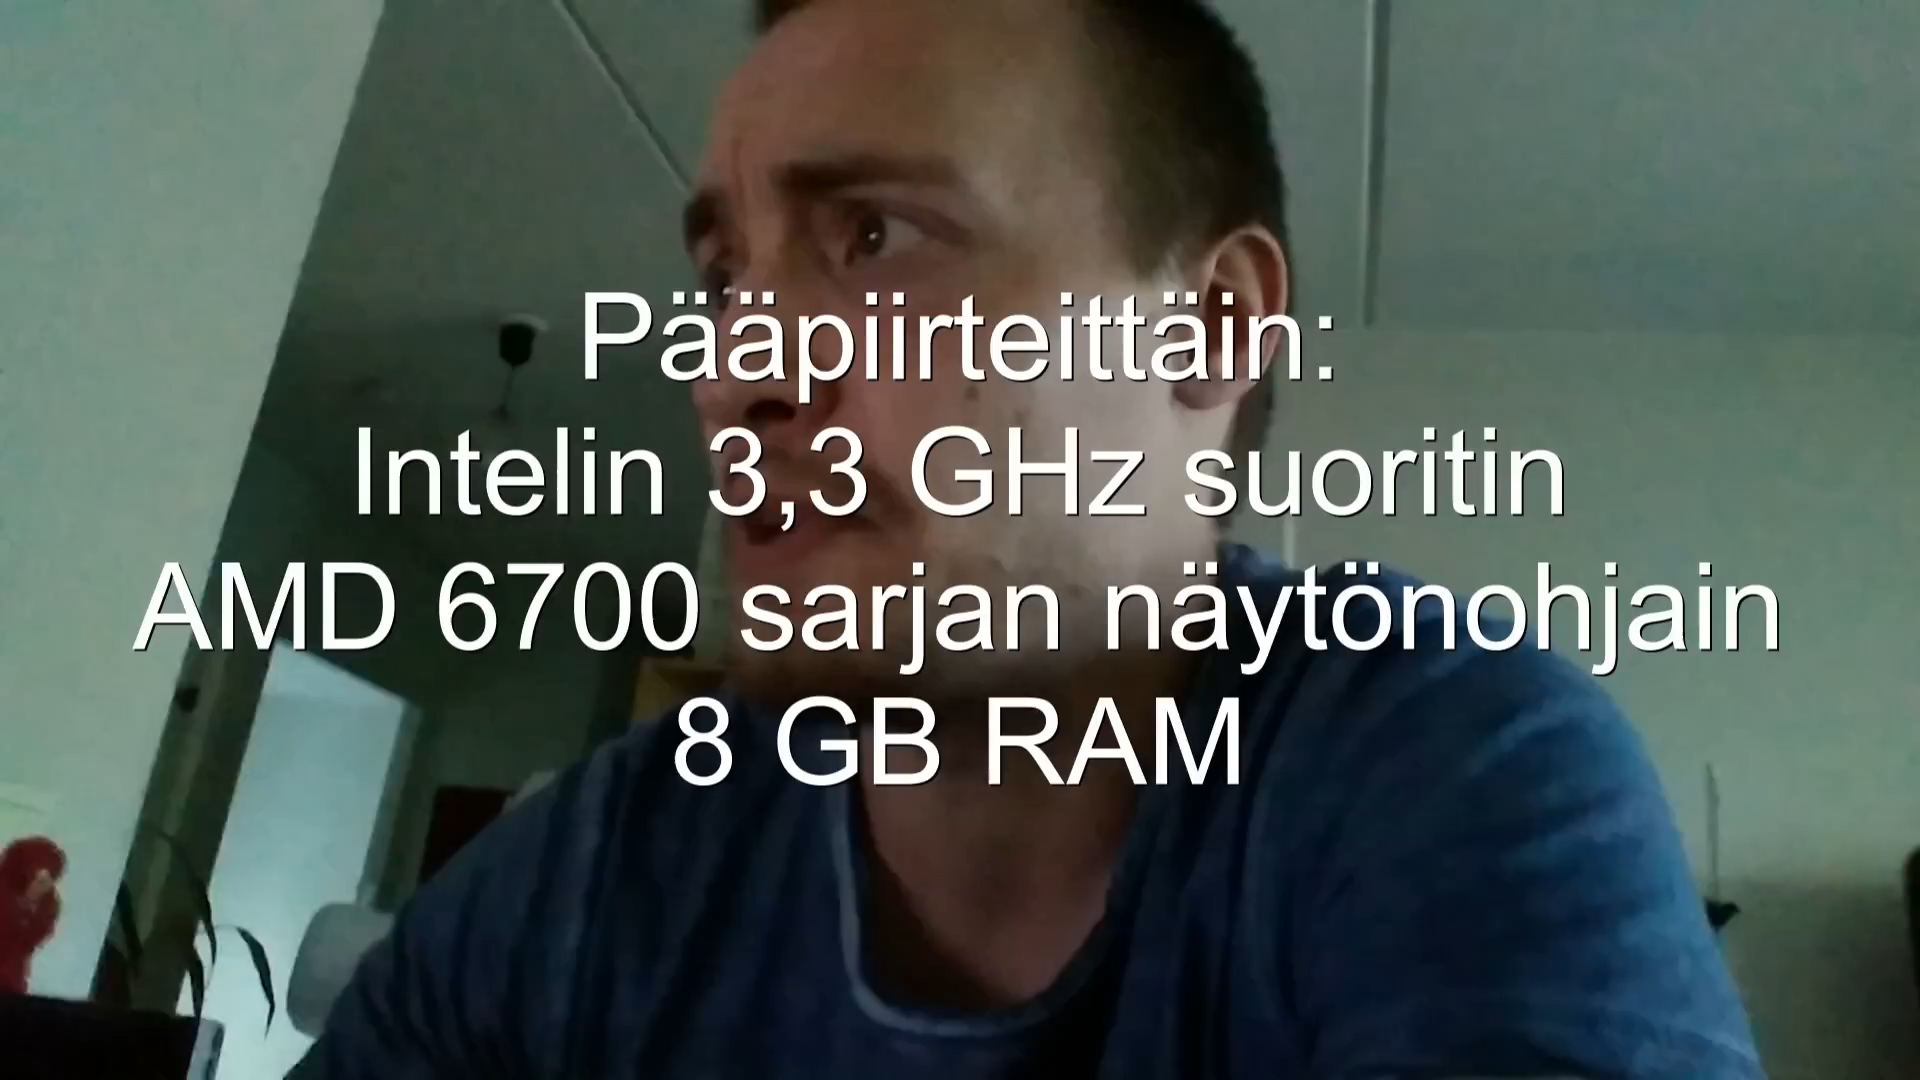 Pääpiirteittäin:
Intelin 3,3 GHz suoritin
AMD 6700 sarjan näytönohjain
8 GB RAM